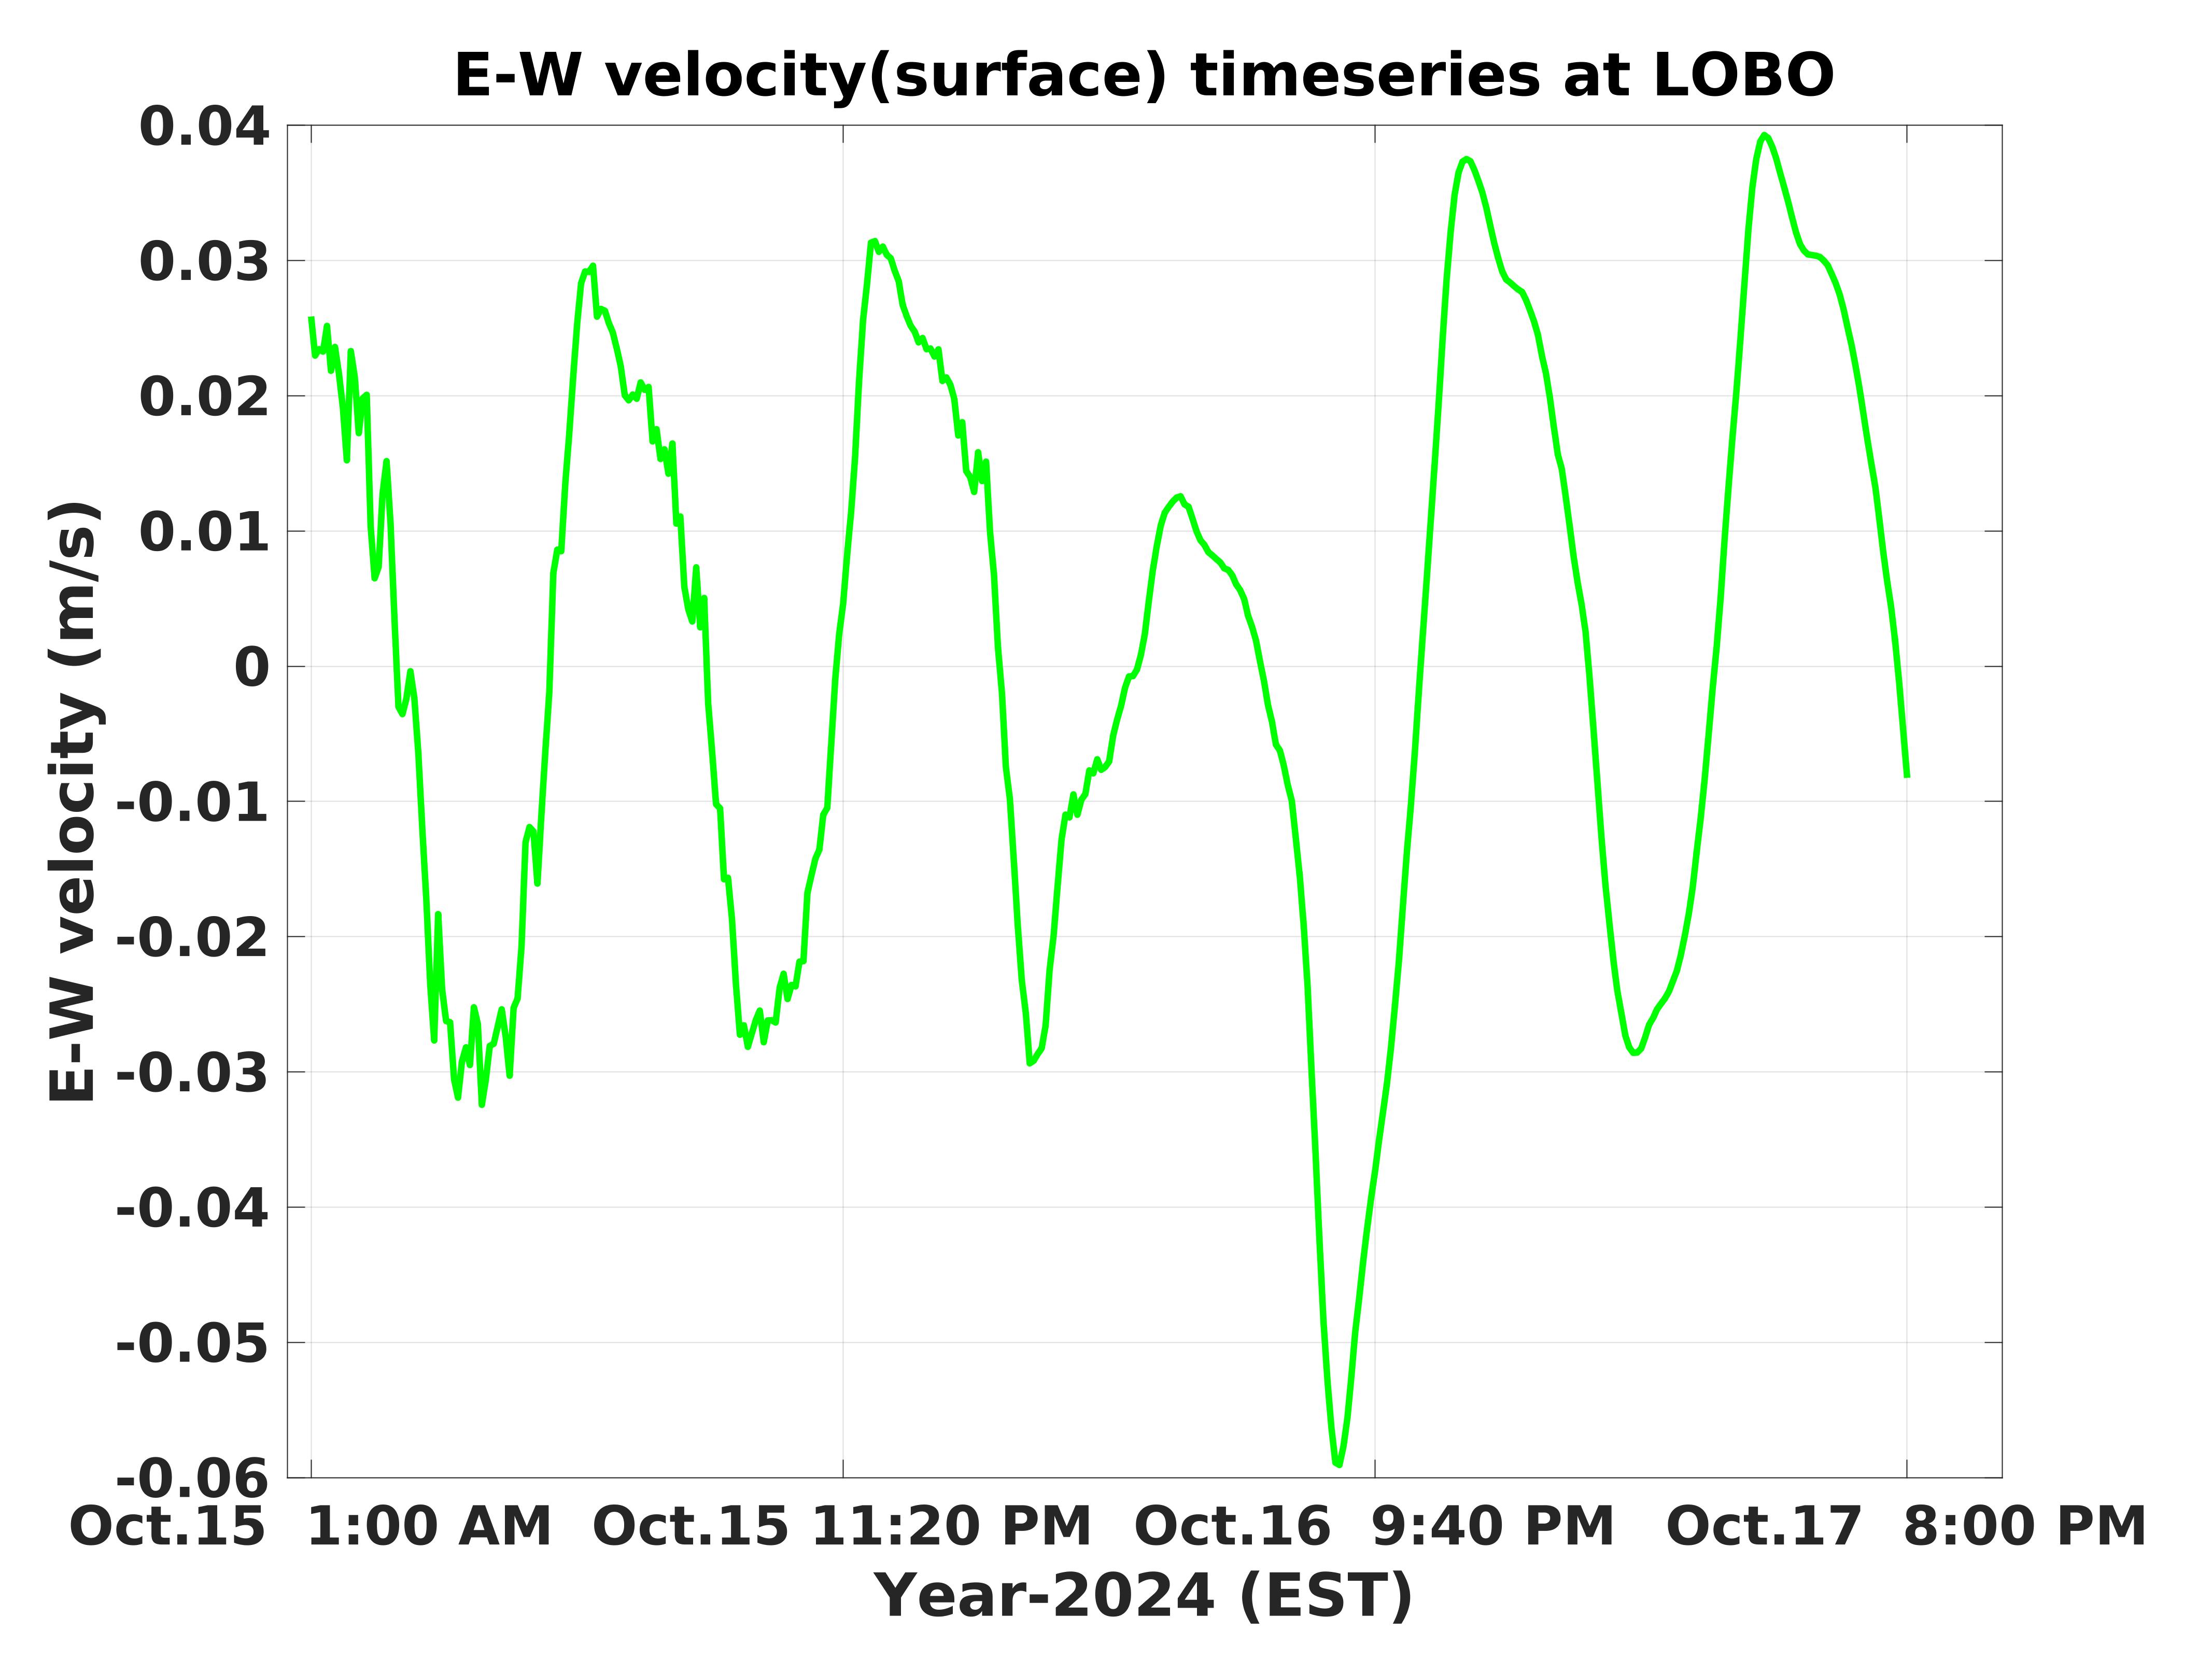 E-W velocity(surface) timeseries at LOBO
0.04
0.03
0.02
0.01
0
-0.01
-0.02
-0.03
-0.04
-0.05
-0.06
E-W velocity (m/s)
Oct.15 1:00 AM Oct.15 11:20 PM Oct.16 9:40 PM Oct.17 8:00 PM
Year-2024 (EST)